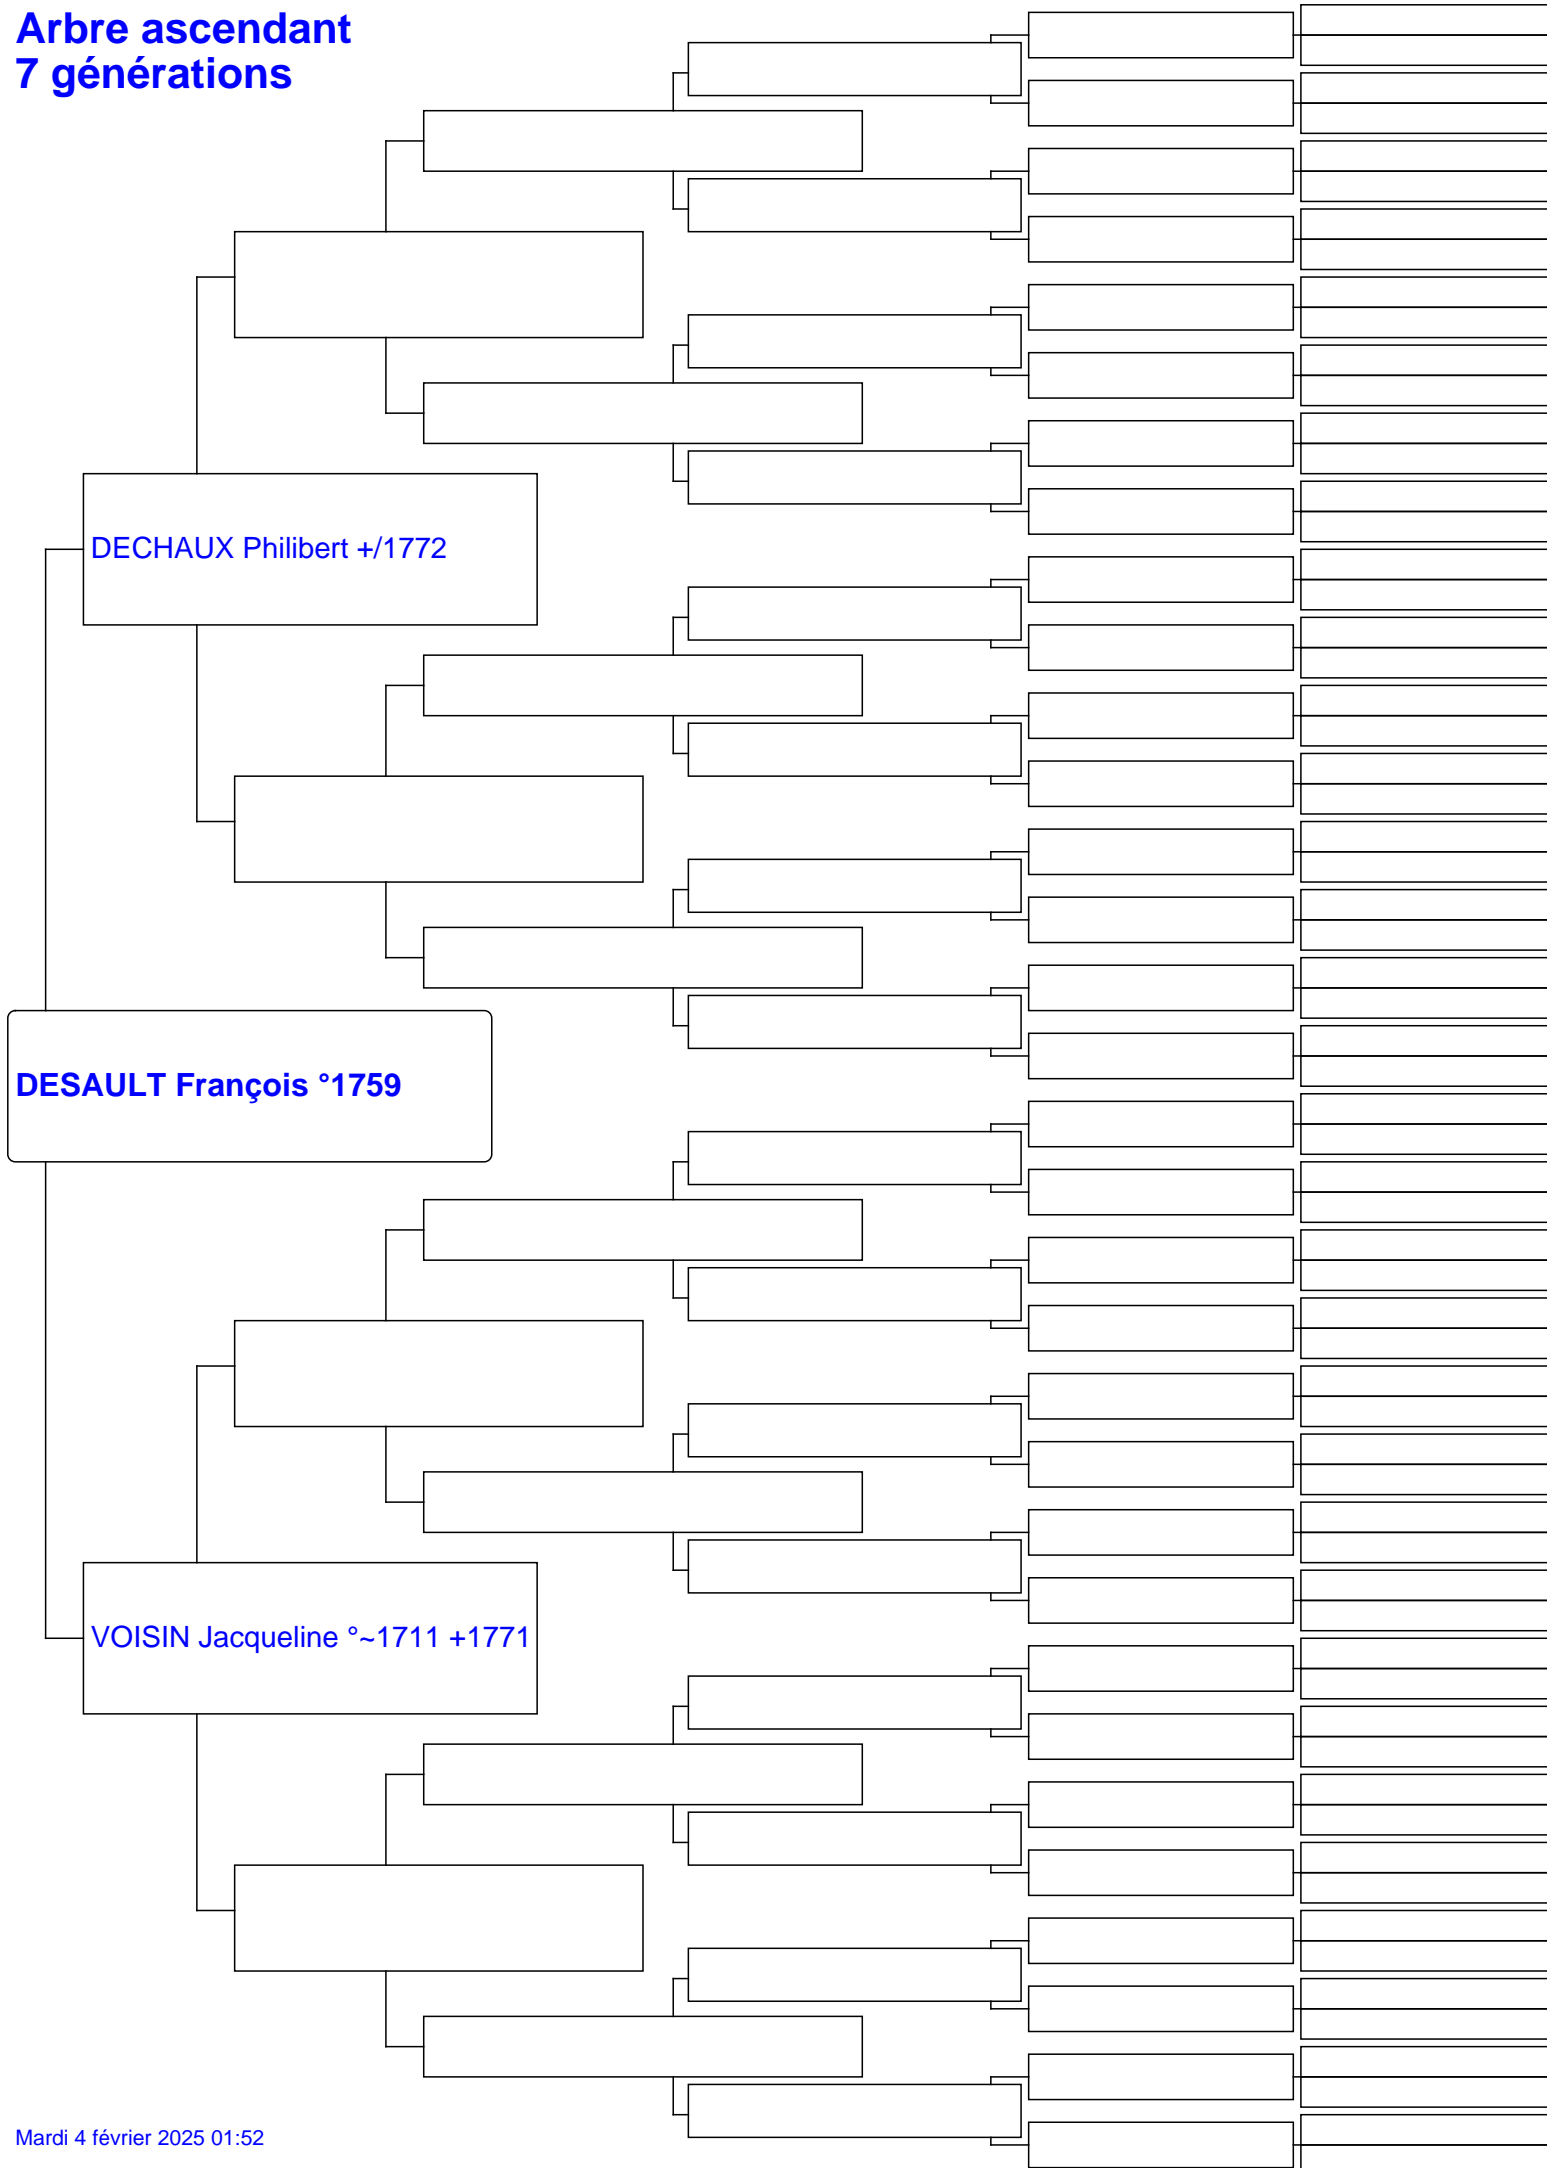 Arbre ascendant
7 générations
DECHAUX Philibert +/1772
DESAULT François °1759
VOISIN Jacqueline °~1711 +1771
Mardi 4 février 2025 01:52